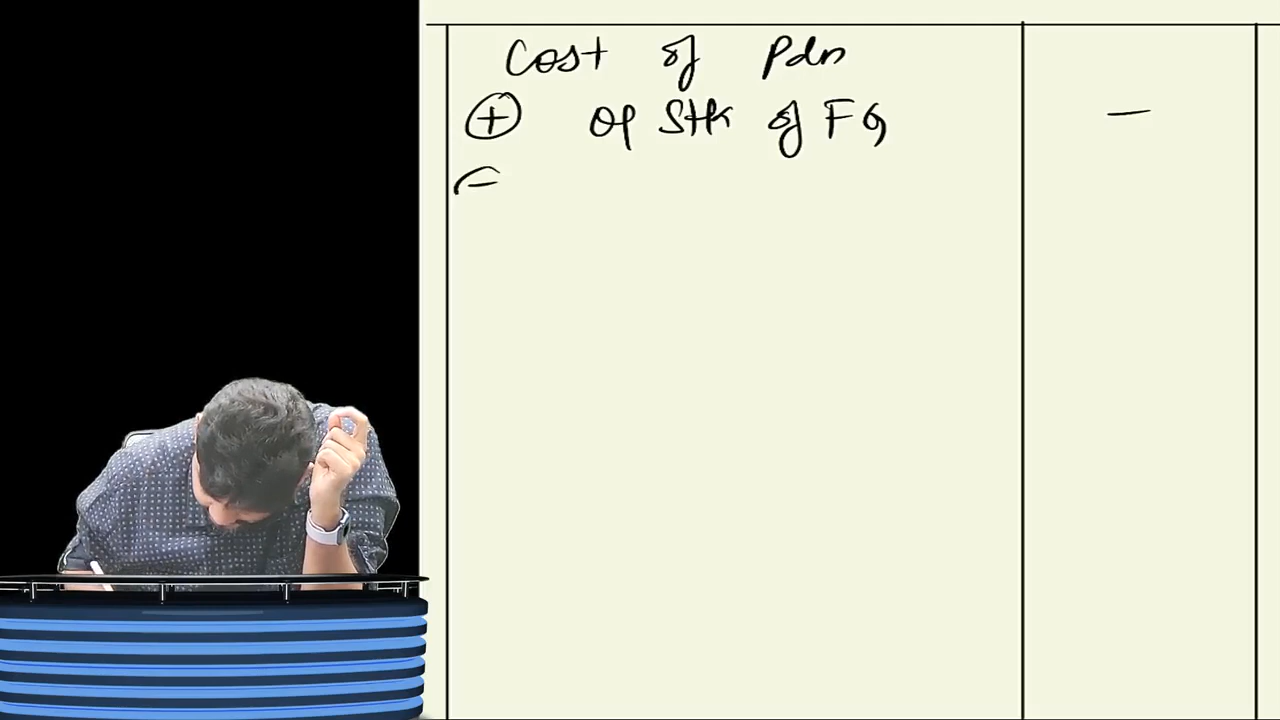 Cost of Pdn
(+) Op Stk of FG —
(-